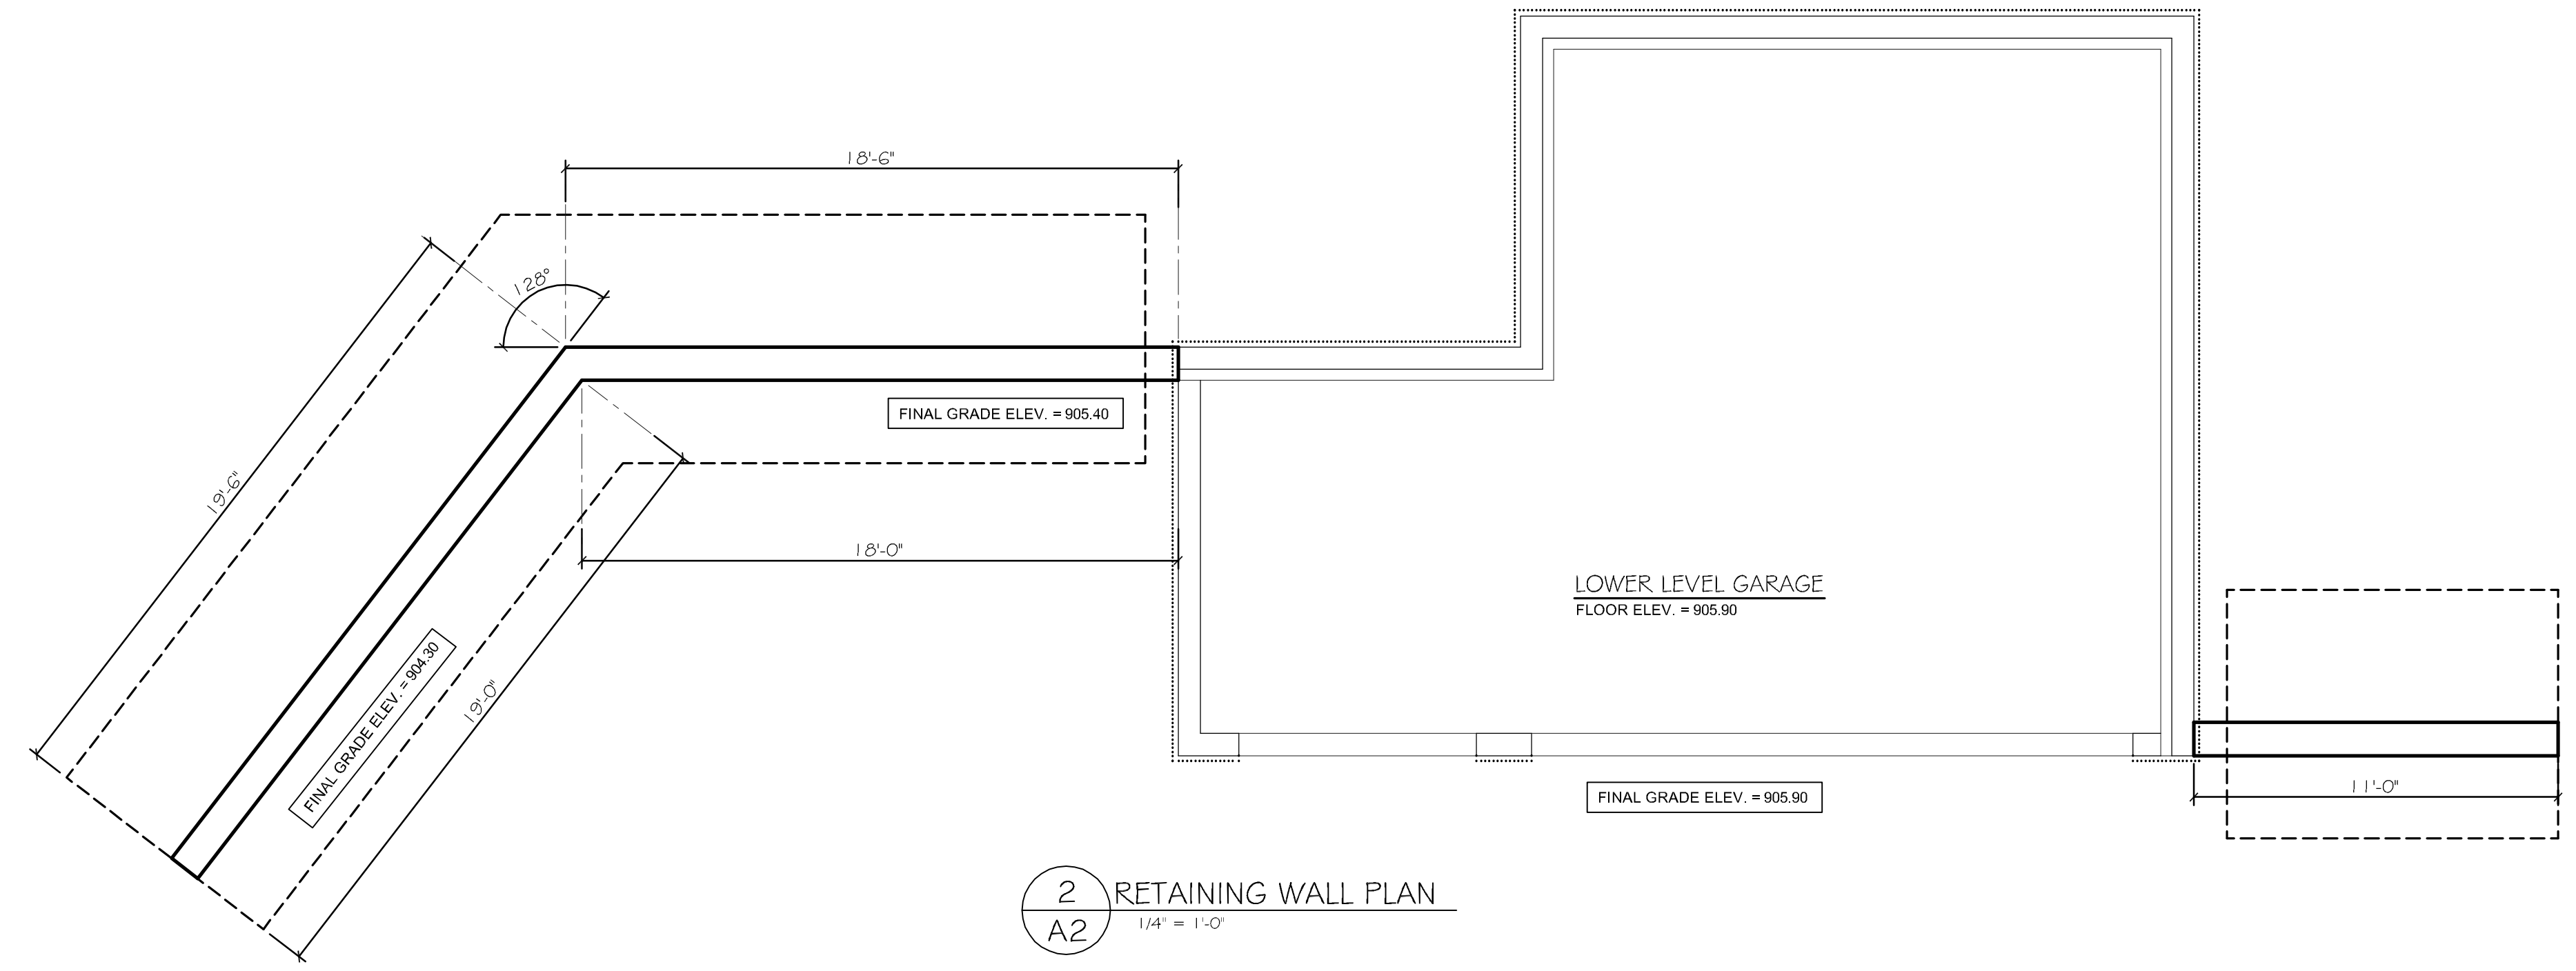 18'-6"
128°
19'-6"
FINAL GRADE ELEV. = 905.40
18'-0"
LOWER LEVEL GARAGE
FLOOR ELEV. = 905.90
FINAL GRADE ELEV. = 904.30
19'-0"
11'-0"
FINAL GRADE ELEV. = 905.90
2
RETAINING WALL PLAN
A2
1/4" = 1'-0"